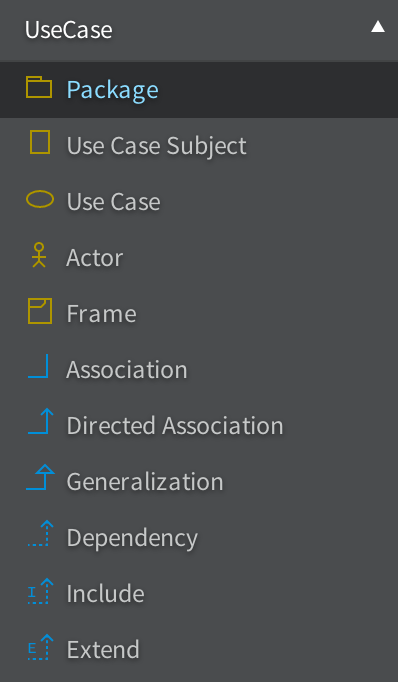 UseCase
Package
Use Case Subject
Use Case
Actor
Frame
Association
Directed Association
Generalization
Dependency
I Include
E Extend